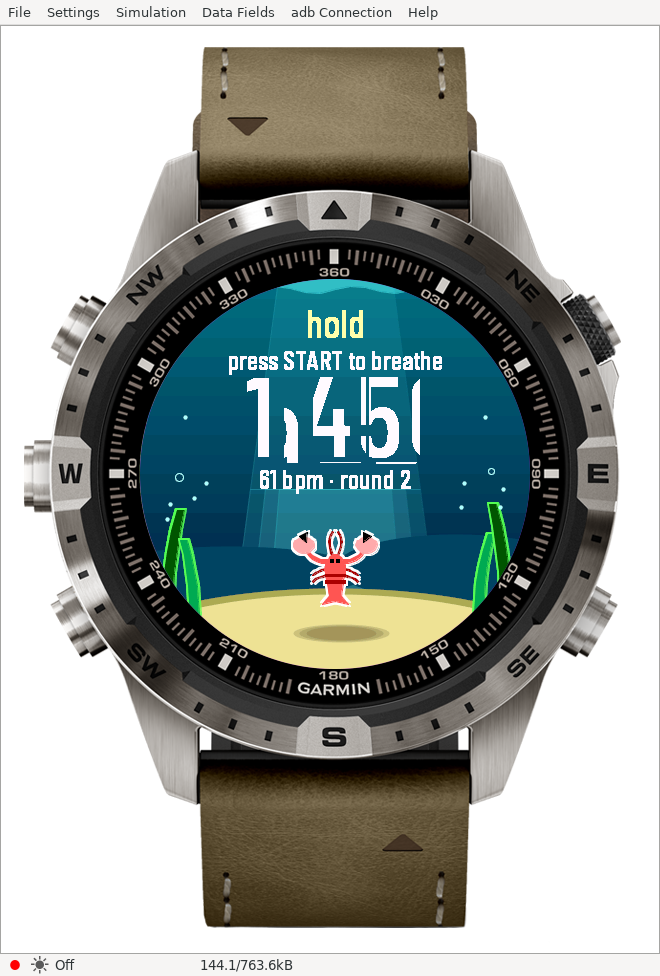 File Settings Simulation Data Fields adb Connection Help
360
330
030
NW
NE
300
060
hold
press START to breathe
W
270
090
E
61 bpm · round 2
240
120
SW
SE
210
150
180
GARMIN
S
Off 144.1/763.6kB